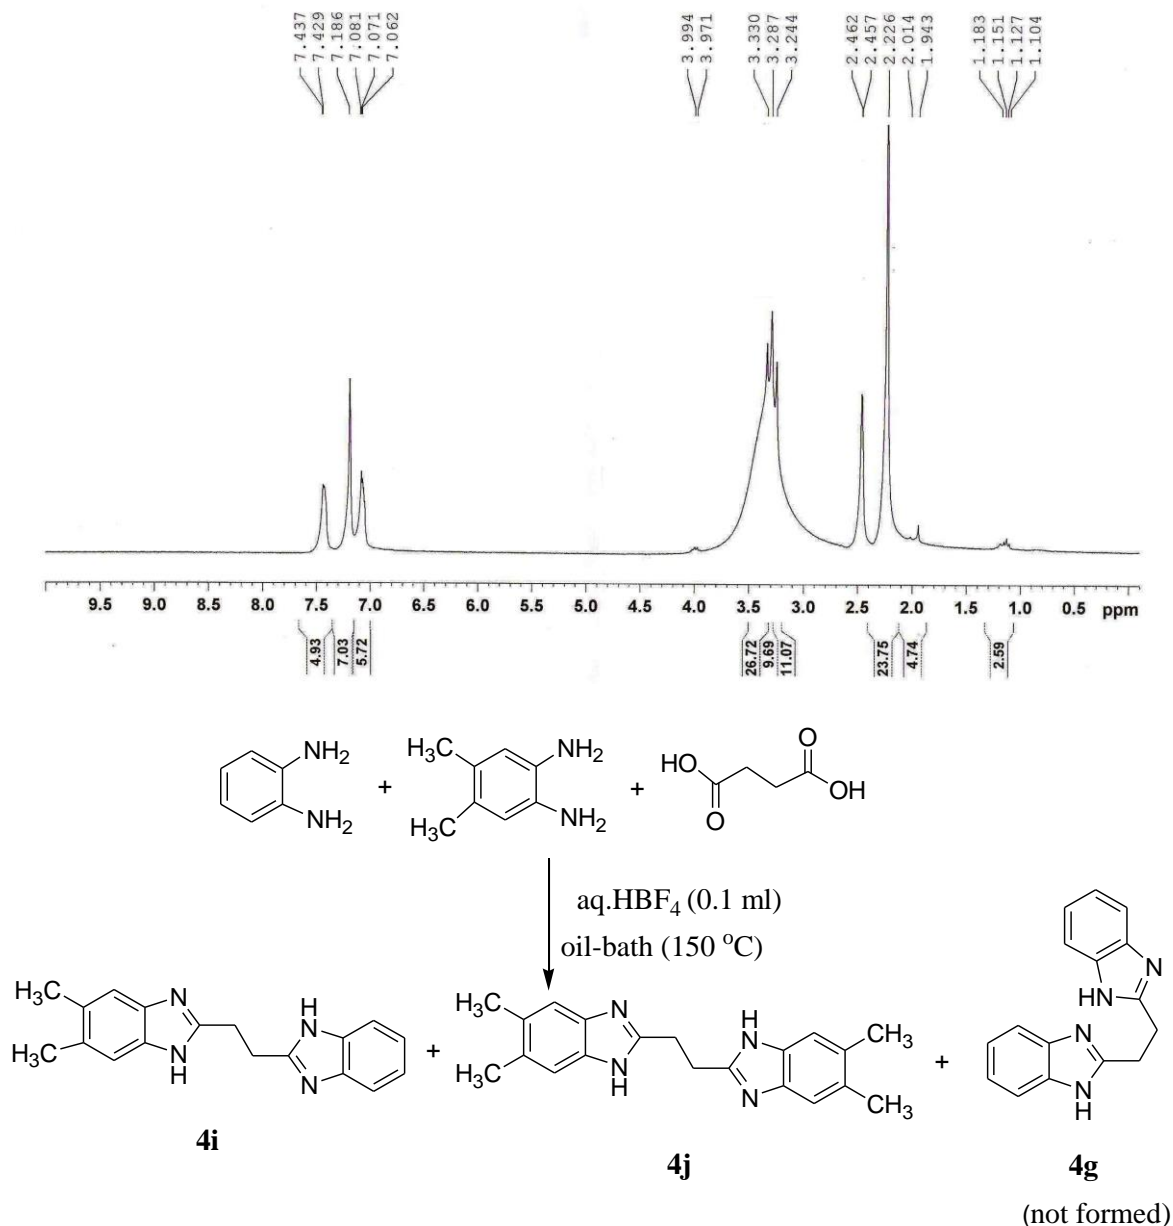 7.437 7.429 7.186 7.081 7.071 7.062 3.994 3.971 3.330 3.287 3.244 2.462 2.457 2.226 2.014 1.943 1.183 1.151 1.127 1.104
9.5 9.0 8.5 8.0 7.5 7.0 6.5 6.0 5.5 5.0 4.5 4.0 3.5 3.0 2.5 2.0 1.5 1.0 0.5 ppm
4.93 7.03 5.72 26.72 9.69 11.07 23.75 4.74 2.59
NH2 NH2 + H3C H3C NH2 NH2 + HO O O OH
aq.HBF4 (0.1 ml)
oil-bath (150 oC)
H3C H3C N N H H N N + H3C H3C N N H H N N CH3 CH3 + N HN N N H
4i
4j
4g
(not formed)